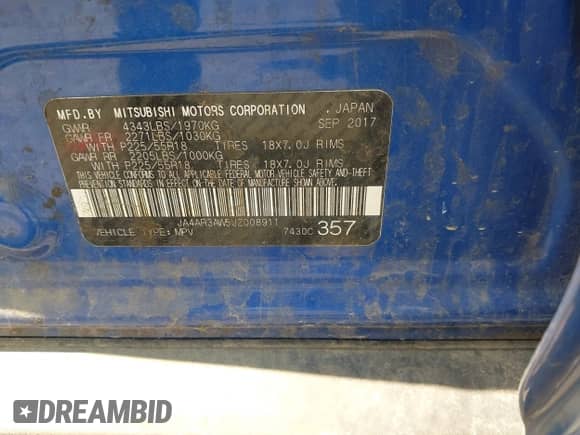 MFD. BY MITSUBISHI MOTORS CORPORATION . JAPAN
GVWR 4343LBS/1970KG SEP 2017
GAWR FR 2271LBS/1030KG
WITH P225/55R18 TIRES 18X7.0J RIMS
GAWR RR 2205LBS/1000KG
WITH P225/55R18 TIRES 18X7.0J RIMS
THIS VEHICLE CONFORMS TO ALL APPLICABLE FEDERAL MOTOR VEHICLE SAFETY AND THEFT-
PREVENTION STANDARDS IN EFFECT ON THE DATE OF MANUFACTURE SHOWN ABOVE.
JA4AR3AW5JZ008911
VEHICLE TYPE: MPV 7430C 357
DREAMBID